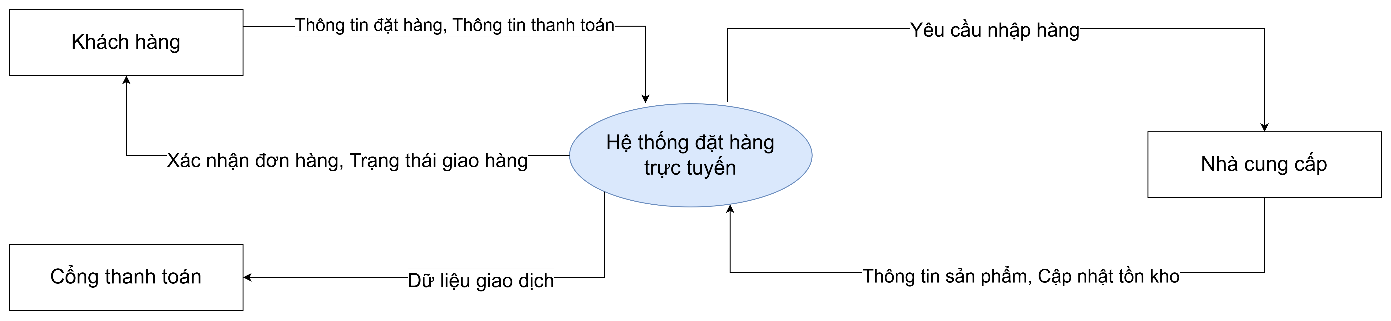 Khách hàng
Thông tin đặt hàng, Thông tin thanh toán
Yêu cầu nhập hàng
Hệ thống đặt hàng
trực tuyến
Xác nhận đơn hàng, Trạng thái giao hàng
Nhà cung cấp
Cổng thanh toán
Dữ liệu giao dịch
Thông tin sản phẩm, Cập nhật tồn kho